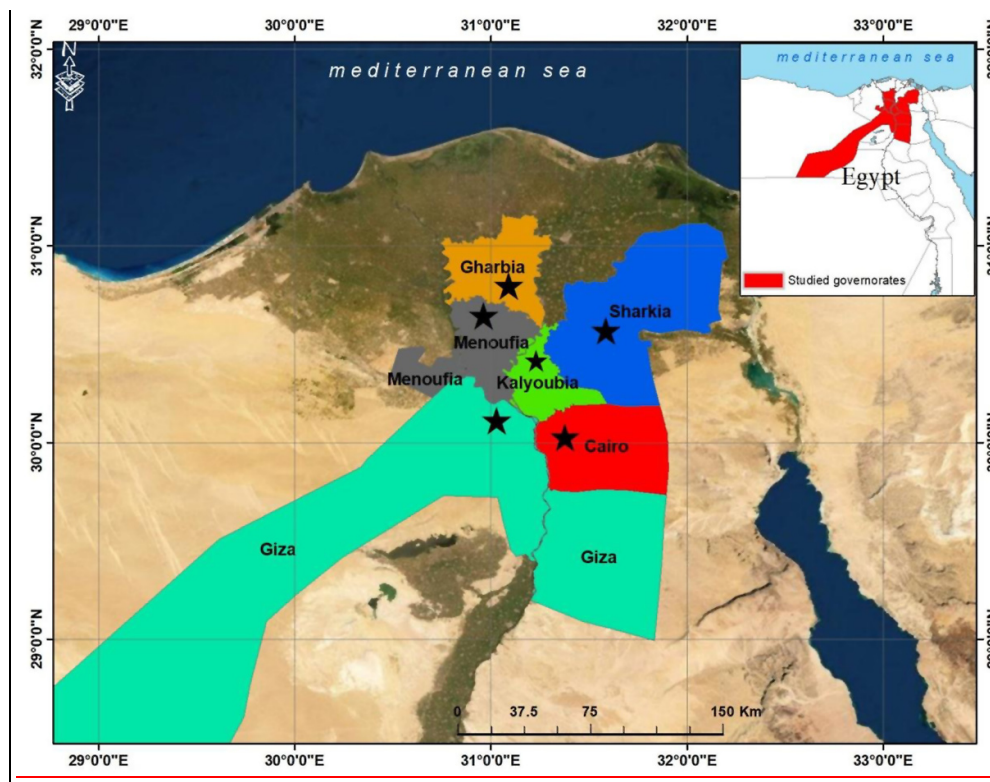 29°0'0"E 30°0'0"E 31°0'0"E 32°0'0"E 33°0'0"E
N
mediterranean sea
mediterranean sea
Egypt
Studied governorates
32°0'0"N
31°0'0"N
30°0'0"N
29°0'0"N
Gharbia
Sharkia
Menoufia
Menoufia
Kalyoubia
Cairo
Giza
Giza
0 37.5 75 150 Km
29°0'0"E 30°0'0"E 31°0'0"E 32°0'0"E 33°0'0"E